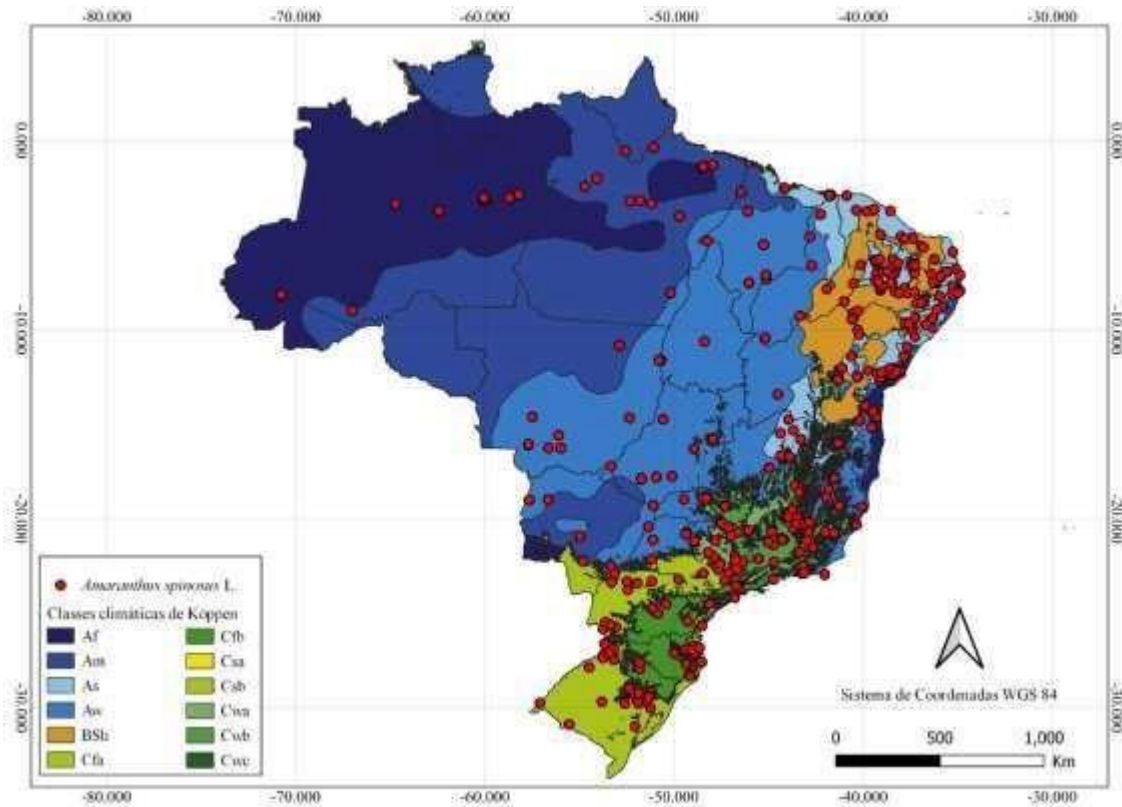 -80.000 -70.000 -60.000 -50.000 -40.000 -30.000
0.000 0.000
-10.000 -10.000
-20.000 -20.000
-30.000 -30.000
Amaranthus spinosus L.
Classes climáticas de Köppen
Af Cfb
Am Csa
As Csb
Aw Cwa
BSh Cwb
Cfa Cwc
Sistema de Coordenadas WGS 84
0 500 1,000
Km
-80.000 -70.000 -60.000 -50.000 -40.000 -30.000